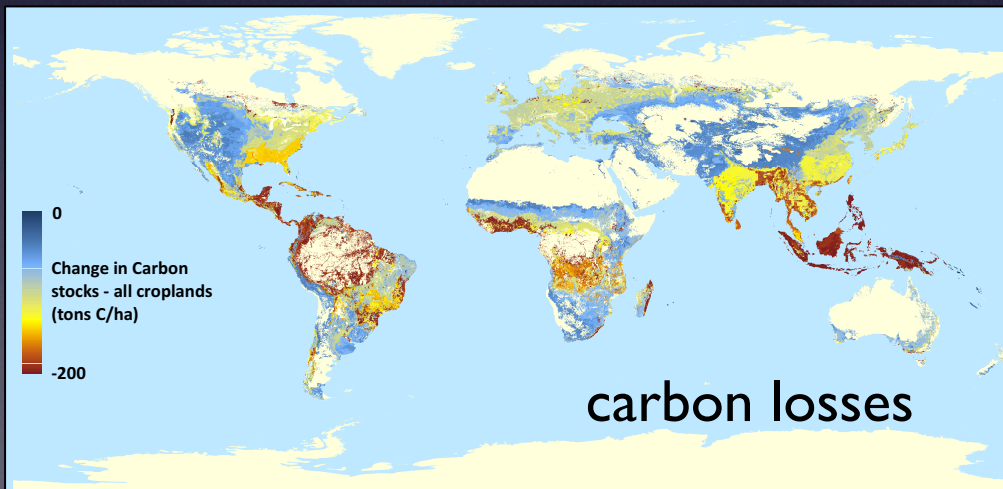 0
Change in Carbon
stocks - all croplands
(tons C/ha)
-200
carbon losses